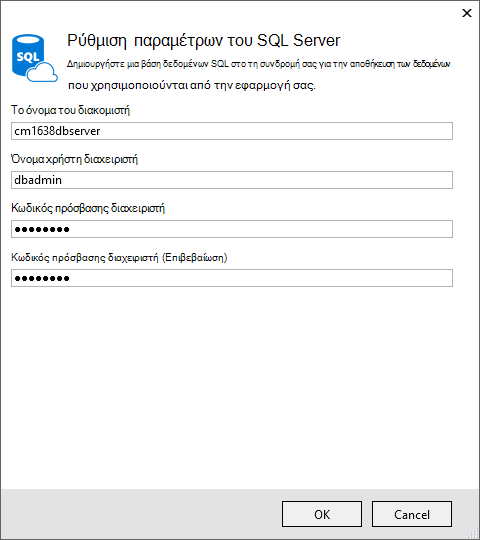 Ρύθμιση παραμέτρων του SQL Server
SQL
Δημιουργήστε μια βάση δεδομένων SQL στο τη συνδρομή σας για την αποθήκευση των δεδομένων
που χρησιμοποιούνται από την εφαρμογή σας.
Το όνομα του διακομιστή
cm1638dbserver
Όνομα χρήστη διαχειριστή
dbadmin
Κωδικός πρόσβασης διαχειριστή
●●●●●●●●
Κωδικός πρόσβασης διαχειριστή (Επιβεβαίωση)
●●●●●●●●
OK
Cancel